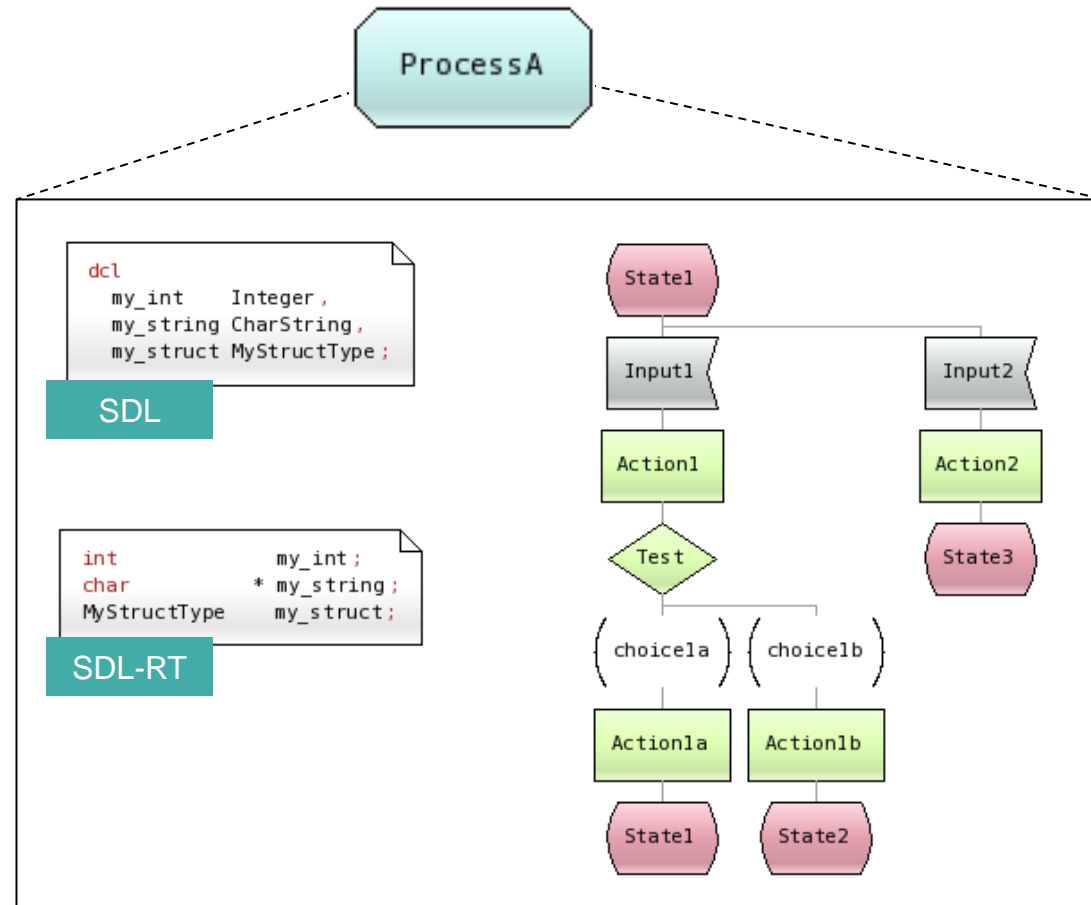 ProcessA
dcl
my_int Integer,
my_string CharString,
my_struct MyStructType;
SDL
int my_int;
char * my_string;
MyStructType my_struct;
SDL-RT
State1
Input1 Input2
Action1 Action2
Test State3
choice1a choice1b
Action1a Action1b
State1 State2